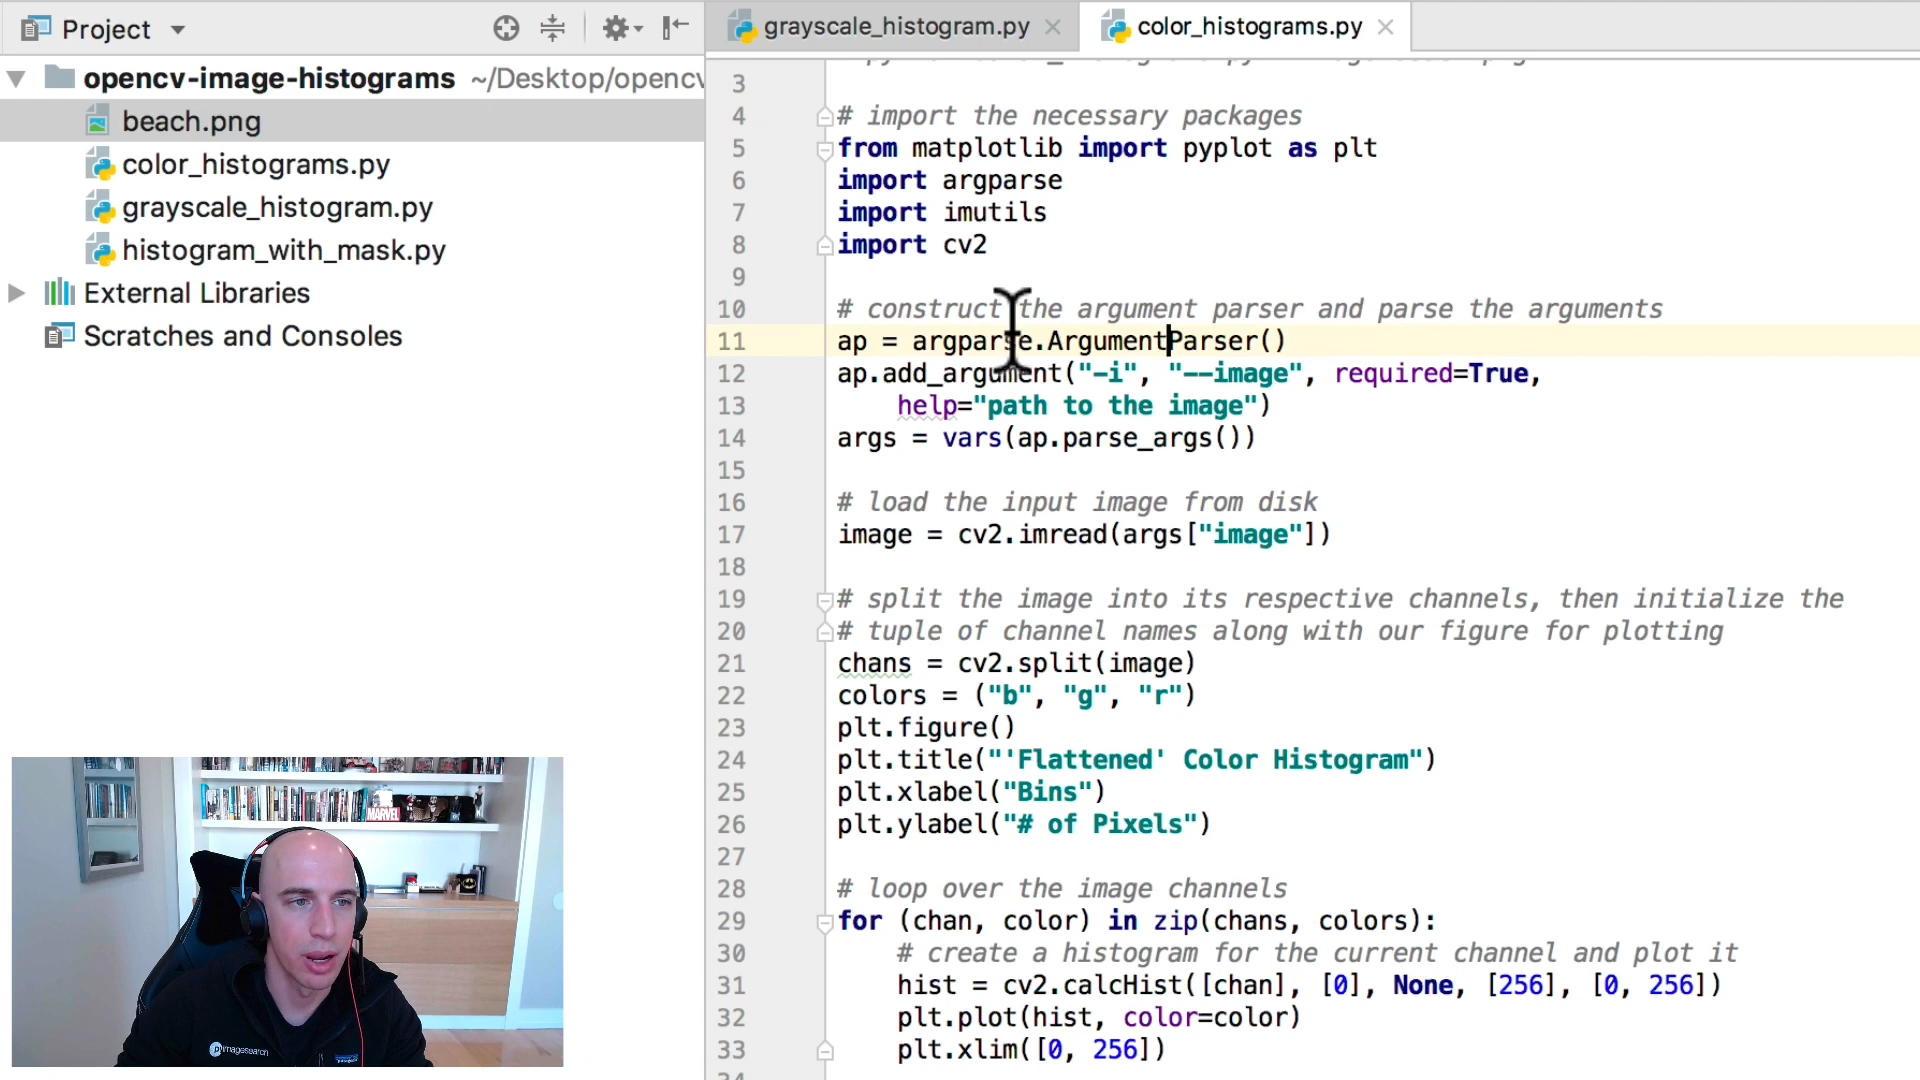 Project
opencv-image-histograms ~/Desktop/opencv
beach.png
color_histograms.py
grayscale_histogram.py
histogram_with_mask.py
External Libraries
Scratches and Consoles
grayscale_histogram.py
color_histograms.py
3
4 # import the necessary packages
5 from matplotlib import pyplot as plt
6 import argparse
7 import imutils
8 import cv2
9
10 # construct the argument parser and parse the arguments
11 ap = argparse.ArgumentParser()
12 ap.add_argument("-i", "--image", required=True,
13 help="path to the image")
14 args = vars(ap.parse_args())
15
16 # load the input image from disk
17 image = cv2.imread(args["image"])
18
19 # split the image into its respective channels, then initialize the
20 # tuple of channel names along with our figure for plotting
21 chans = cv2.split(image)
22 colors = ("b", "g", "r")
23 plt.figure()
24 plt.title("'Flattened' Color Histogram")
25 plt.xlabel("Bins")
26 plt.ylabel("# of Pixels")
27
28 # loop over the image channels
29 for (chan, color) in zip(chans, colors):
30 # create a histogram for the current channel and plot it
31 hist = cv2.calcHist([chan], [0], None, [256], [0, 256])
32 plt.plot(hist, color=color)
33 plt.xlim([0, 256])
MARVEL
pyimagesearch